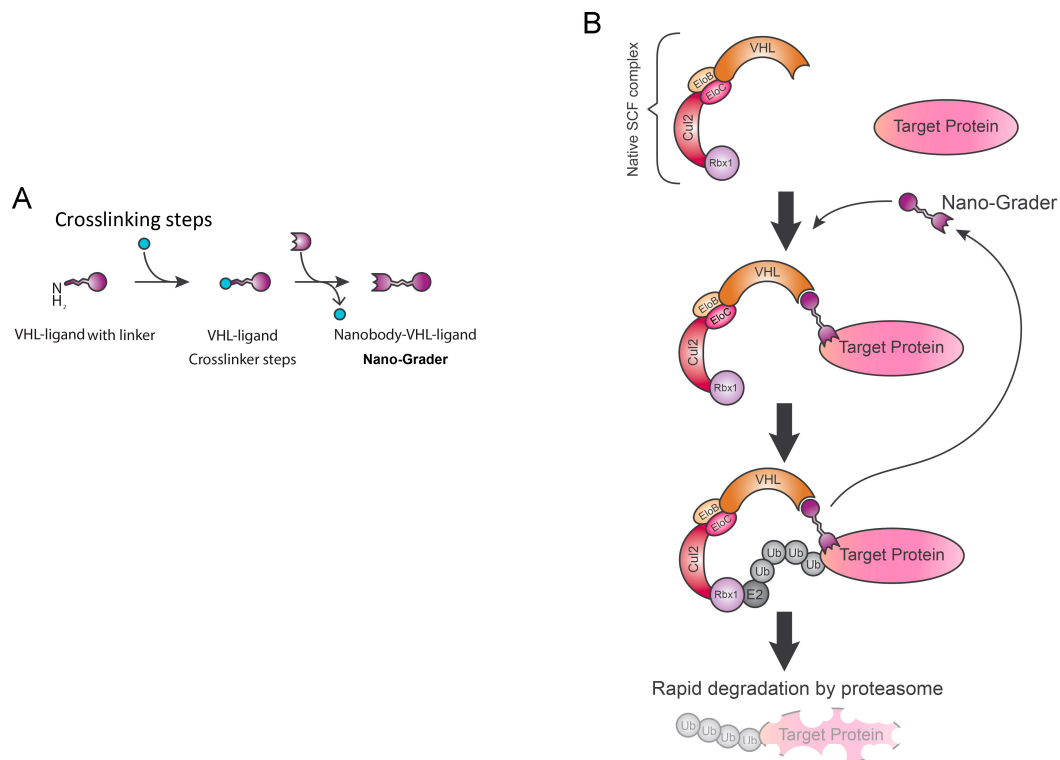 A
Crosslinking steps
N
H2
VHL-ligand with linker
VHL-ligand
Crosslinker steps
Nanobody-VHL-ligand
Nano-Grader
B
Native SCF complex
VHL
EloB
EloC
Cul2
Rbx1
Target Protein
Nano-Grader
VHL
EloB
EloC
Cul2
Rbx1
Target Protein
VHL
EloB
EloC
Cul2
Rbx1
E2
Ub
Ub
Ub
Ub
Target Protein
Rapid degradation by proteasome
Ub
Ub
Ub
Ub
Target Protein